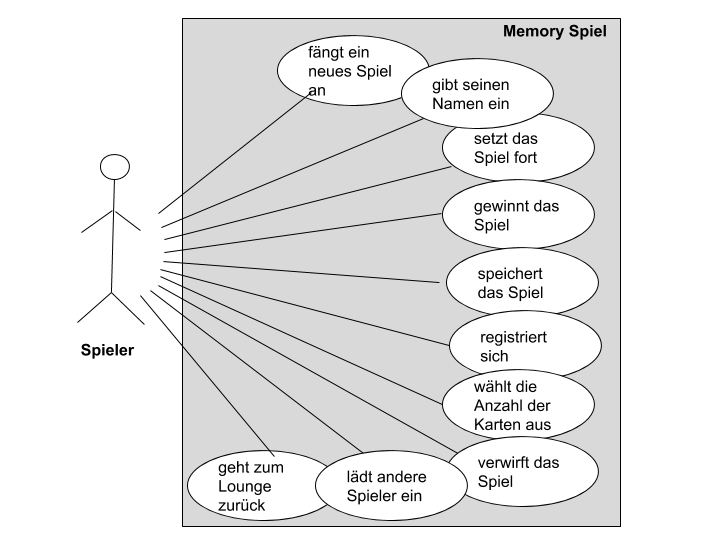 Memory Spiel
fängt ein
neues Spiel
an
gibt seinen
Namen ein
setzt das
Spiel fort
gewinnt das
Spiel
speichert
das Spiel
registriert
sich
wählt die
Anzahl der
Karten aus
verwirft das
Spiel
lädt andere
Spieler ein
geht zum
Lounge
zurück
Spieler